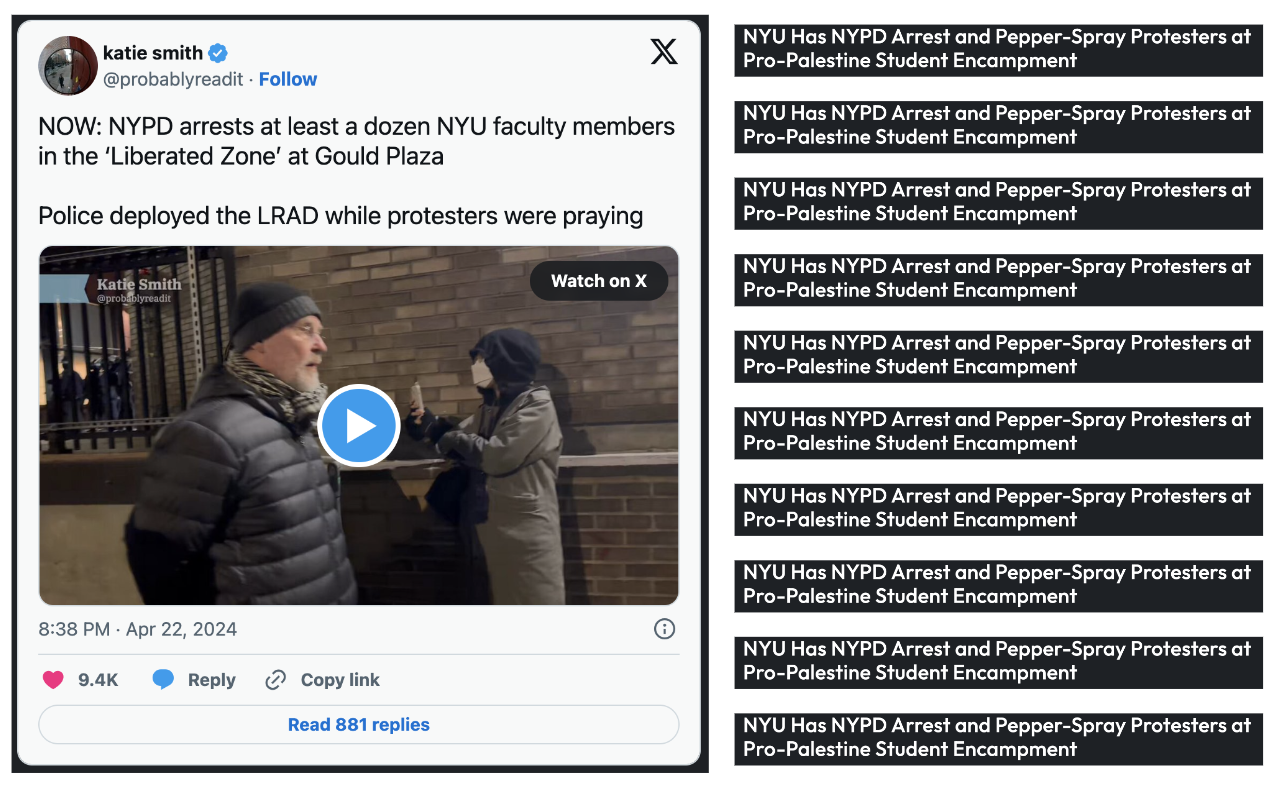 katie smith
@probablyreadit · Follow
NOW: NYPD arrests at least a dozen NYU faculty members
in the ‘Liberated Zone’ at Gould Plaza
Police deployed the LRAD while protesters were praying
Katie Smith
@probablyreadit
Watch on X
8:38 PM · Apr 22, 2024
9.4K
Reply
Copy link
Read 881 replies
NYU Has NYPD Arrest and Pepper-Spray Protesters at
Pro-Palestine Student Encampment
NYU Has NYPD Arrest and Pepper-Spray Protesters at
Pro-Palestine Student Encampment
NYU Has NYPD Arrest and Pepper-Spray Protesters at
Pro-Palestine Student Encampment
NYU Has NYPD Arrest and Pepper-Spray Protesters at
Pro-Palestine Student Encampment
NYU Has NYPD Arrest and Pepper-Spray Protesters at
Pro-Palestine Student Encampment
NYU Has NYPD Arrest and Pepper-Spray Protesters at
Pro-Palestine Student Encampment
NYU Has NYPD Arrest and Pepper-Spray Protesters at
Pro-Palestine Student Encampment
NYU Has NYPD Arrest and Pepper-Spray Protesters at
Pro-Palestine Student Encampment
NYU Has NYPD Arrest and Pepper-Spray Protesters at
Pro-Palestine Student Encampment
NYU Has NYPD Arrest and Pepper-Spray Protesters at
Pro-Palestine Student Encampment